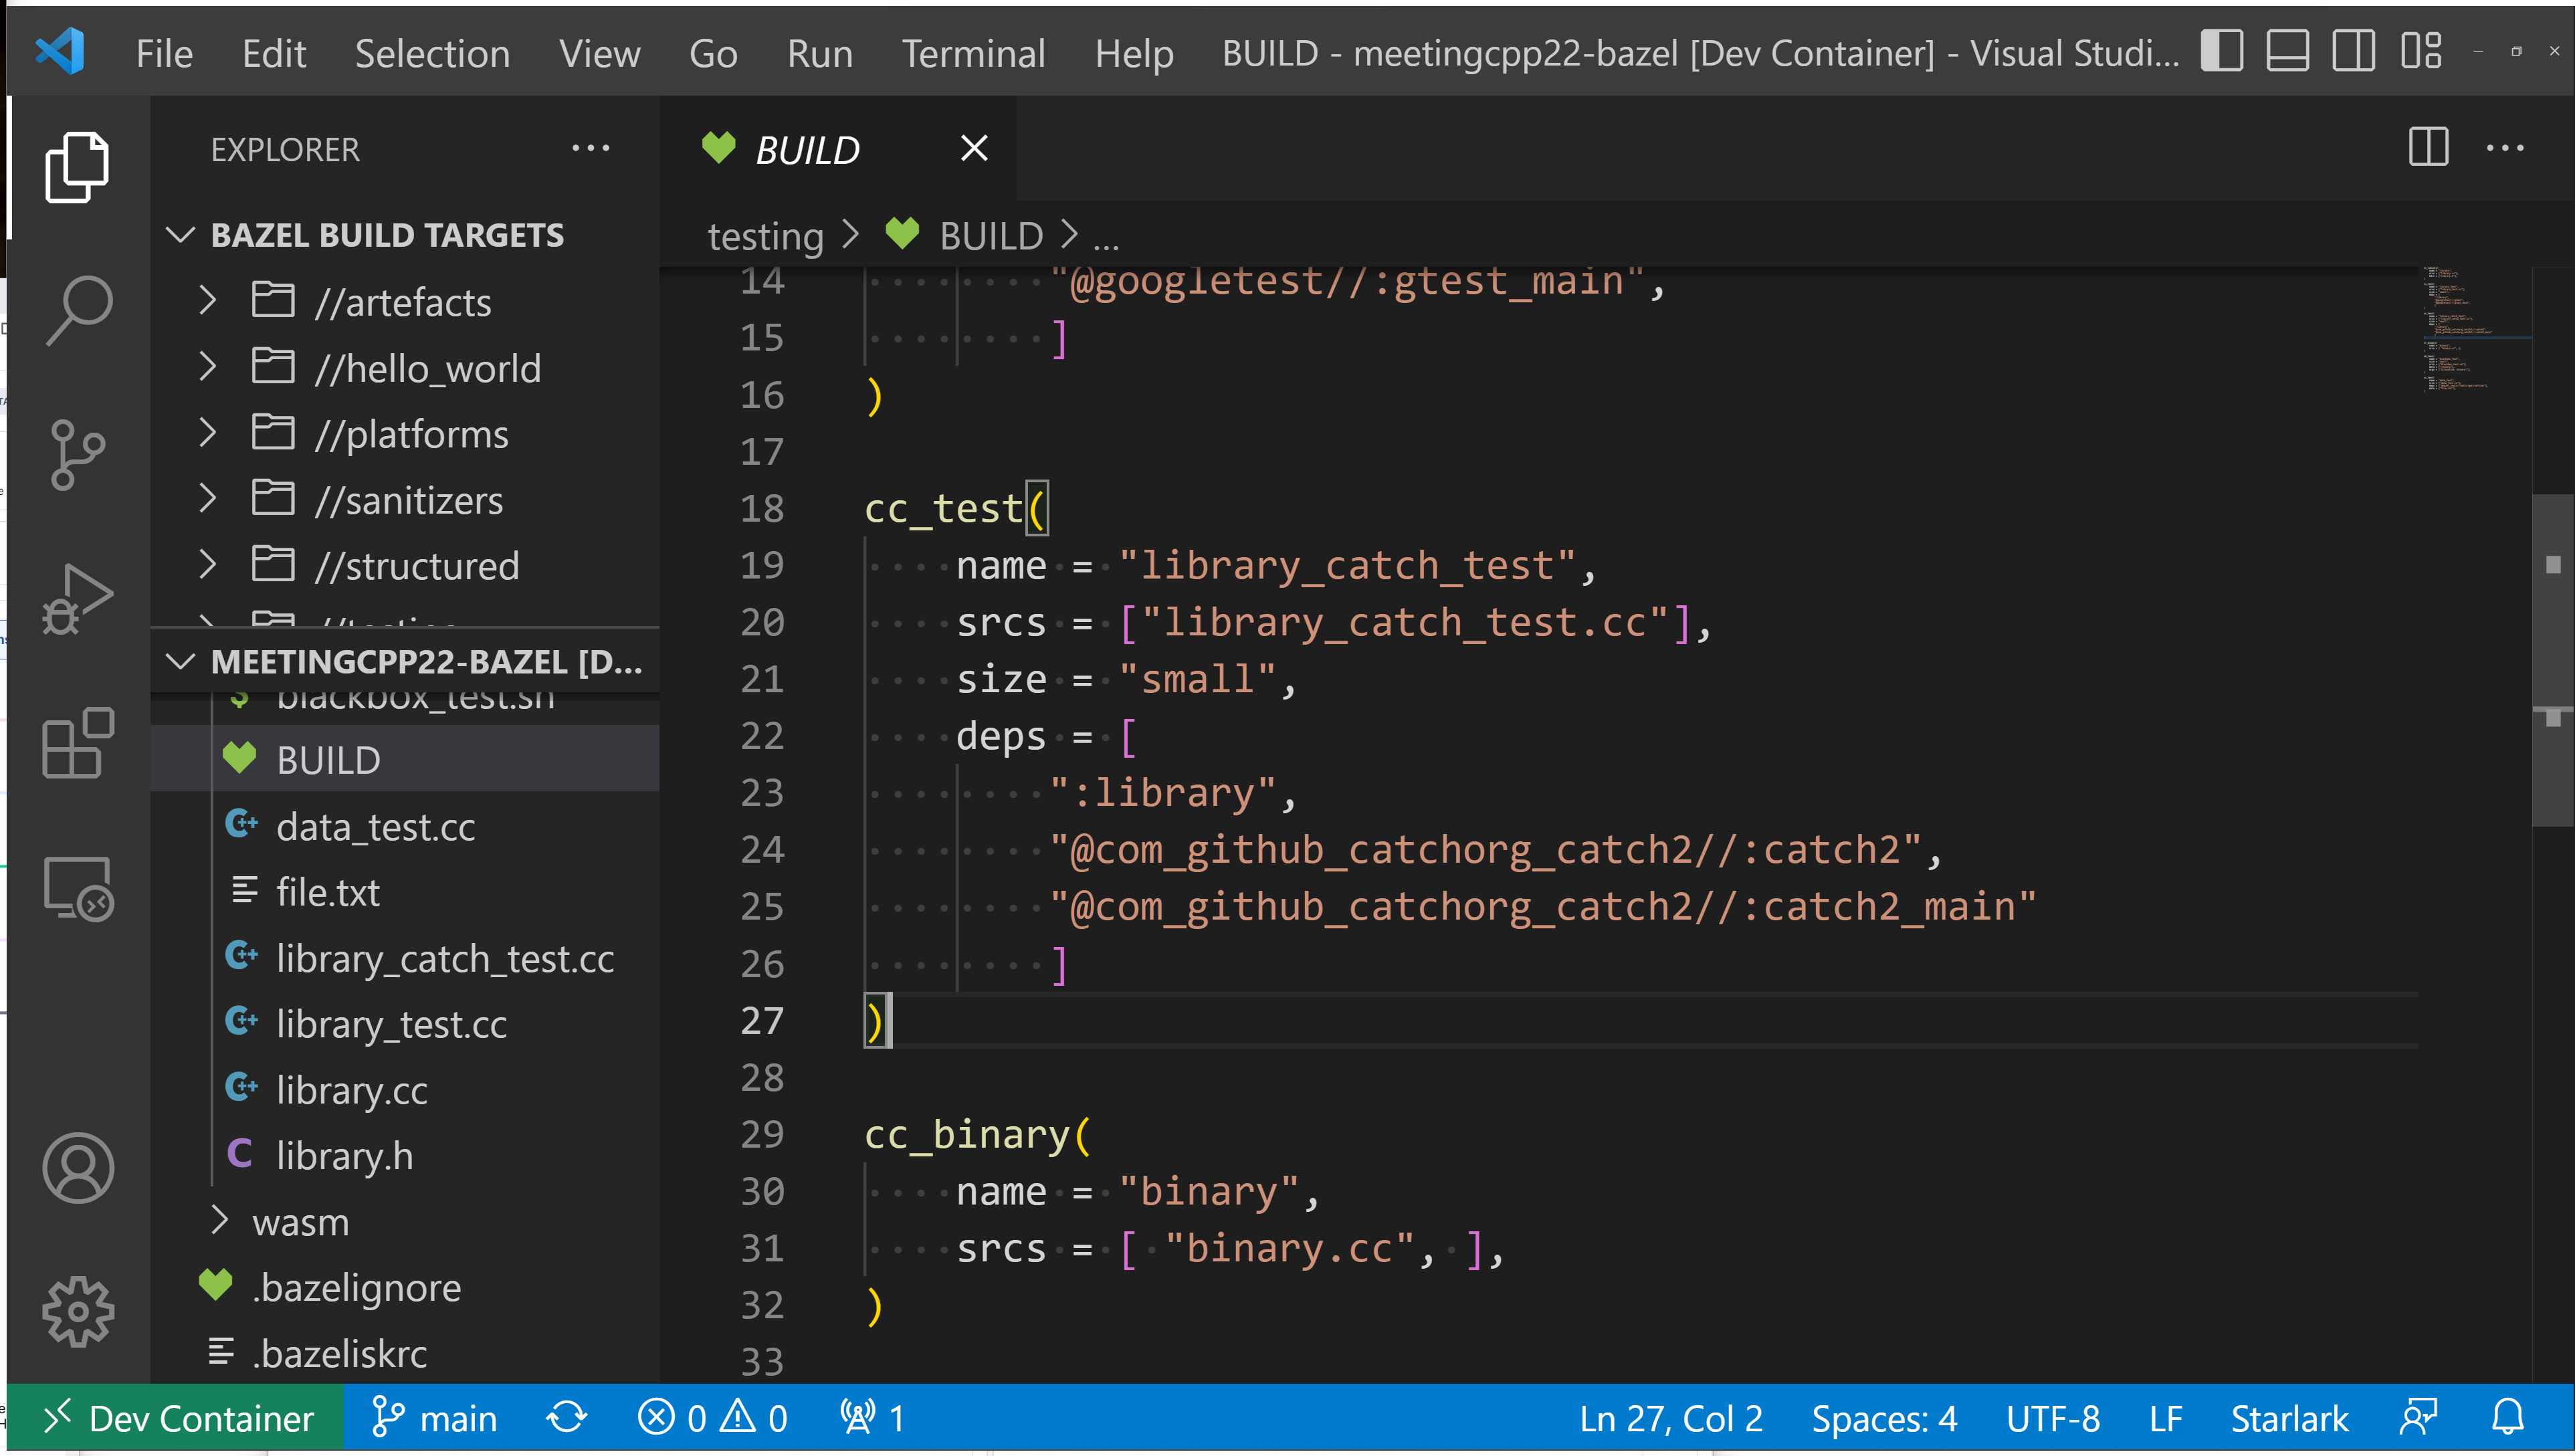 File Edit Selection View Go Run Terminal Help BUILD - meetingcpp22-bazel [Dev Container] - Visual Studi...
EXPLORER
BAZEL BUILD TARGETS
//artefacts
//hello_world
//platforms
//sanitizers
//structured
//testing
MEETINGCPP22-BAZEL [D...
blackbox_test.sh
BUILD
data_test.cc
file.txt
library_catch_test.cc
library_test.cc
library.cc
library.h
wasm
.bazelignore
.bazeliskrc
BUILD
testing > BUILD > ...
14 "@googletest//:gtest_main",
15 ]
16 )
17
18 cc_test(
19 name = "library_catch_test",
20 srcs = ["library_catch_test.cc"],
21 size = "small",
22 deps = [
23 ":library",
24 "@com_github_catchorg_catch2//:catch2",
25 "@com_github_catchorg_catch2//:catch2_main"
26 ]
27 )
28
29 cc_binary(
30 name = "binary",
31 srcs = [ "binary.cc", ],
32 )
33
Dev Container main 0 0 1 Ln 27, Col 2 Spaces: 4 UTF-8 LF Starlark